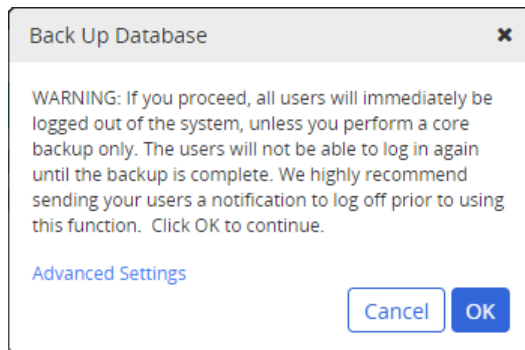 Back Up Database
WARNING: If you proceed, all users will immediately be
logged out of the system, unless you perform a core
backup only. The users will not be able to log in again
until the backup is complete. We highly recommend
sending your users a notification to log off prior to using
this function.  Click OK to continue.
Advanced Settings
Cancel OK